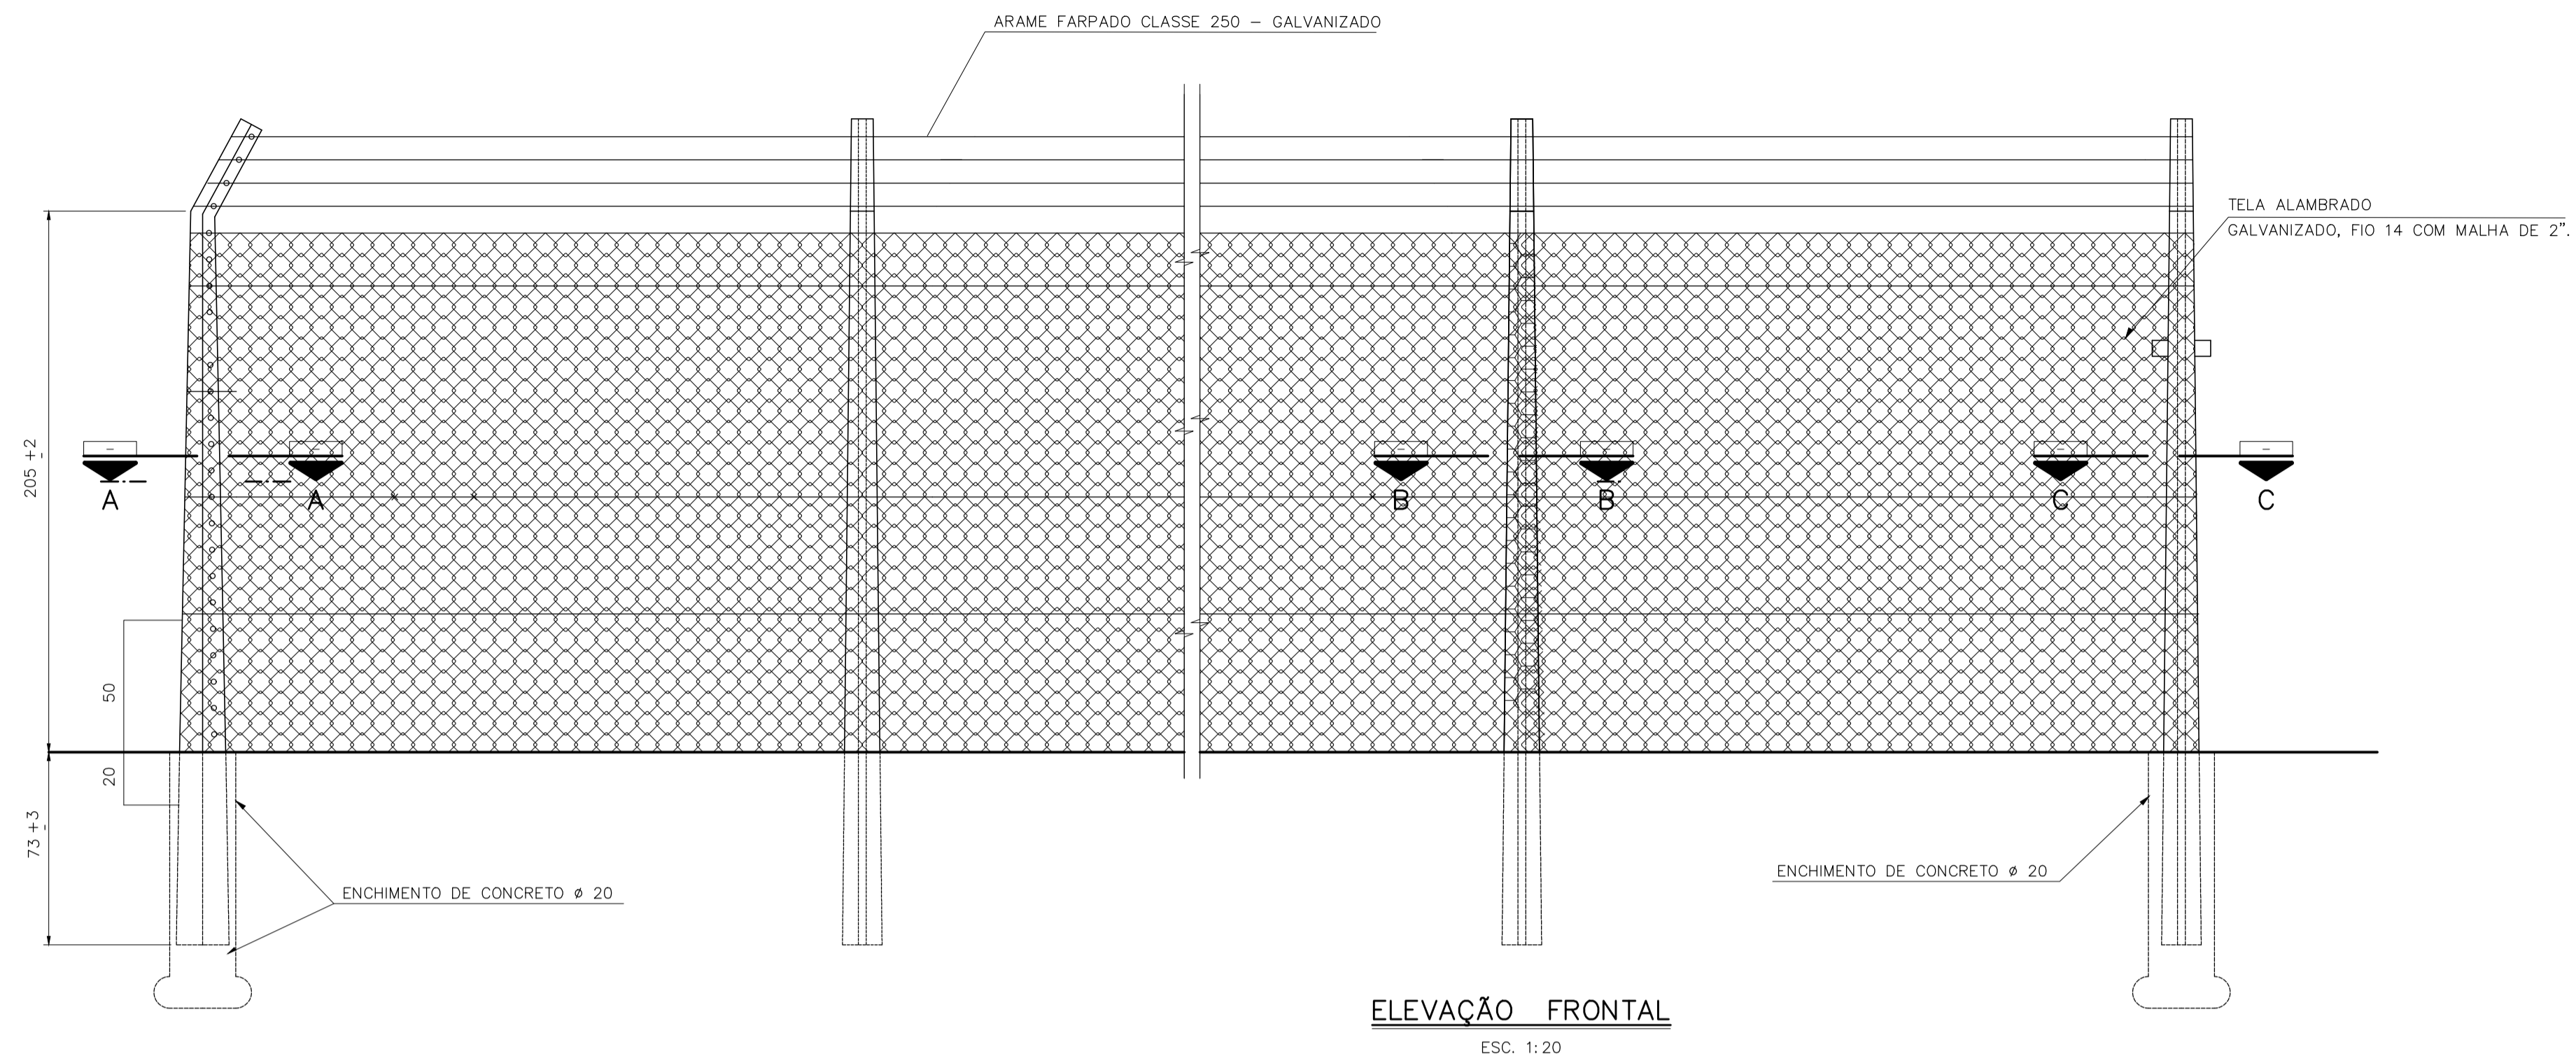 ARAME FARPADO CLASSE 250 – GALVANIZADO
TELA ALAMBRADO
GALVANIZADO, FIO 14 COM MALHA DE 2”.
205 +2
-
A
A
B
B
C
C
50
20
73 +3
-
ENCHIMENTO DE CONCRETO ø 20
ENCHIMENTO DE CONCRETO ø 20
ELEVAÇÃO FRONTAL
ESC. 1:20